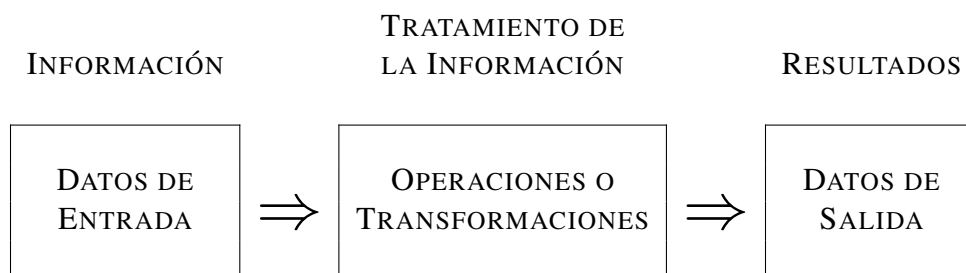 INFORMACIÓN
TRATAMIENTO DE
LA INFORMACIÓN
RESULTADOS
DATOS DE
ENTRADA
⇒
OPERACIONES O
TRANSFORMACIONES
⇒
DATOS DE
SALIDA